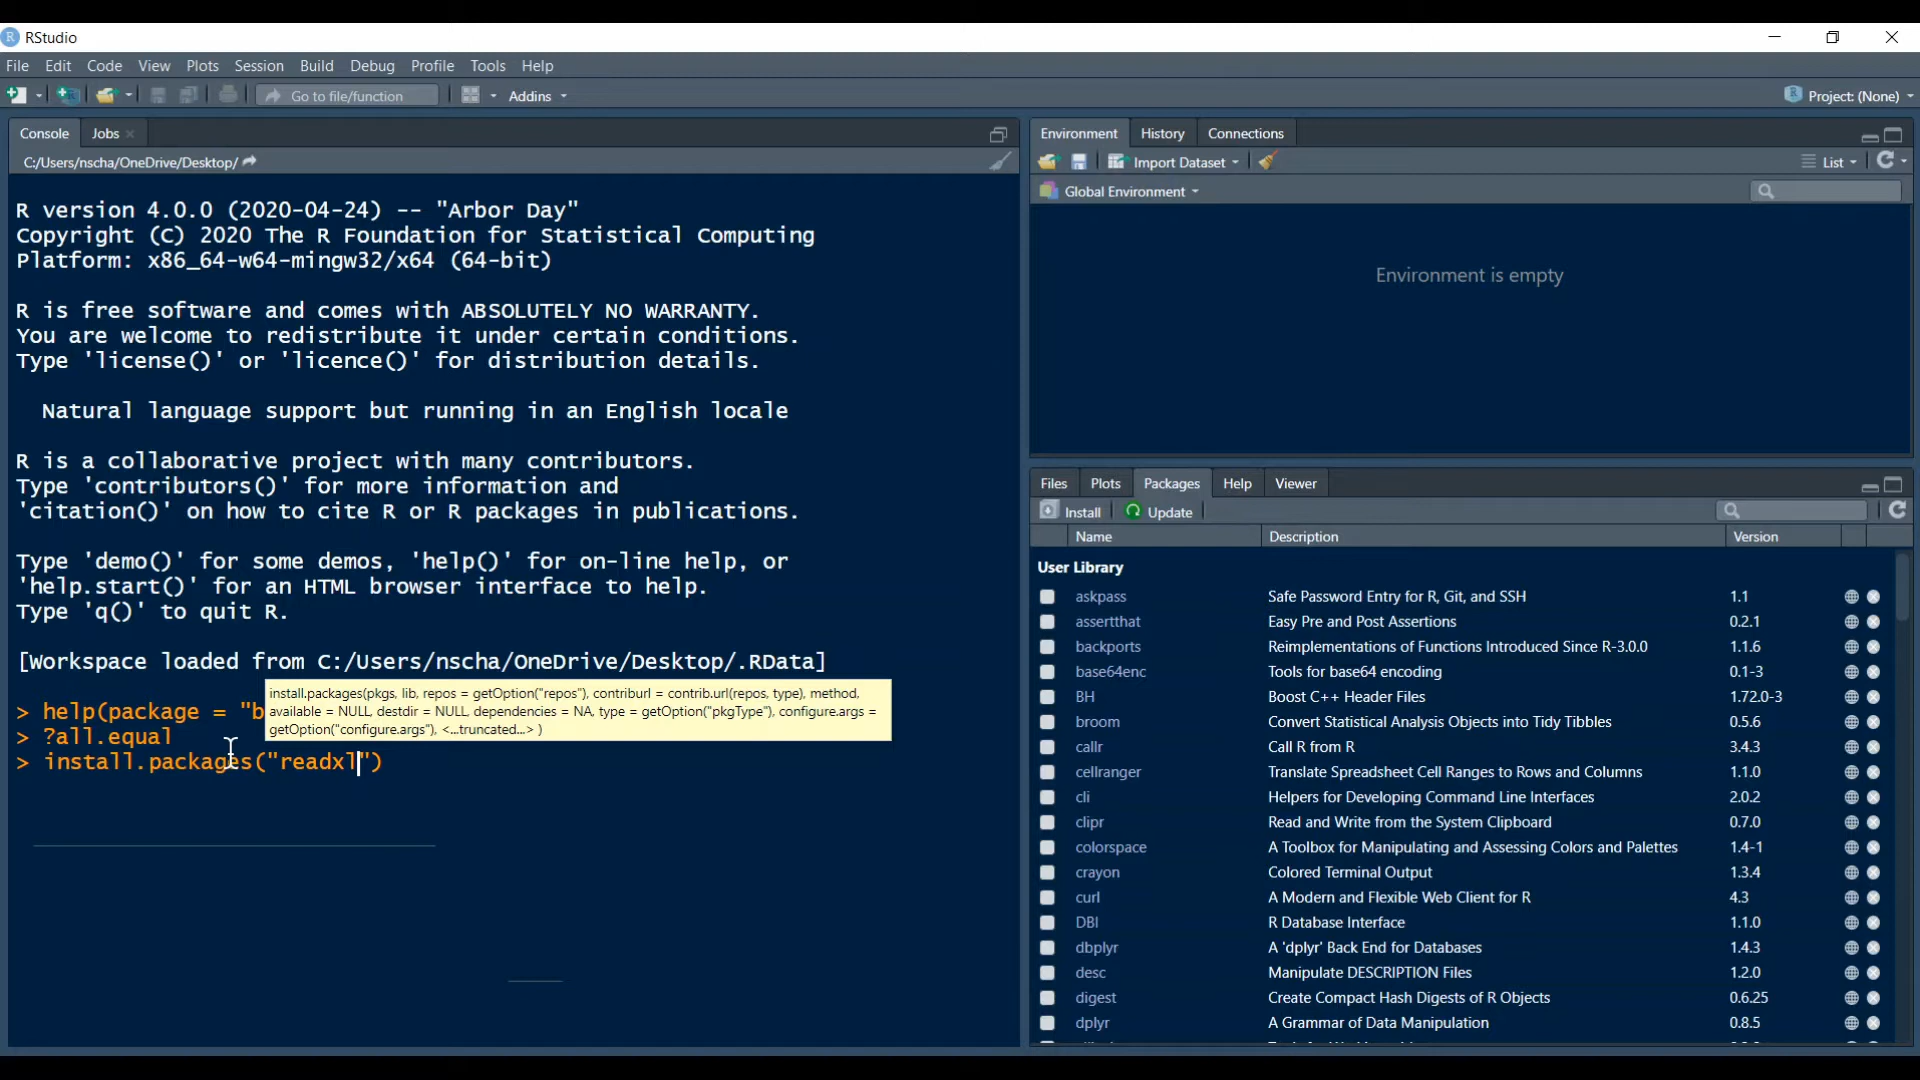 RStudio
File Edit Code View Plots Session Build Debug Profile Tools Help
Go to file/function Addins Project: (None)
Console Jobs
C:/Users/nscha/OneDrive/Desktop/
R version 4.0.0 (2020-04-24) -- "Arbor Day"
Copyright (C) 2020 The R Foundation for Statistical Computing
Platform: x86_64-w64-mingw32/x64 (64-bit)
R is free software and comes with ABSOLUTELY NO WARRANTY.
You are welcome to redistribute it under certain conditions.
Type 'license()' or 'licence()' for distribution details.
Natural language support but running in an English locale
R is a collaborative project with many contributors.
Type 'contributors()' for more information and
'citation()' on how to cite R or R packages in publications.
Type 'demo()' for some demos, 'help()' for on-line help, or
'help.start()' for an HTML browser interface to help.
Type 'q()' to quit R.
[Workspace loaded from C:/Users/nscha/OneDrive/Desktop/.RData]
install.packages(pkgs, lib, repos = getOption("repos"), contriburl = contrib.url(repos, type), method,
available = NULL, destdir = NULL, dependencies = NA, type = getOption("pkgType"), configure.args =
getOption("configure.args"), <...truncated...> )
> help(package = "b
> ?all.equal
> install.packages("readxl")
Environment History Connections
Import Dataset List
Global Environment
Environment is empty
Files Plots Packages Help Viewer
Install Update
Name Description Version
User Library
askpass Safe Password Entry for R, Git, and SSH 1.1
assertthat Easy Pre and Post Assertions 0.2.1
backports Reimplementations of Functions Introduced Since R-3.0.0 1.1.6
base64enc Tools for base64 encoding 0.1-3
BH Boost C++ Header Files 1.72.0-3
broom Convert Statistical Analysis Objects into Tidy Tibbles 0.5.6
callr Call R from R 3.4.3
cellranger Translate Spreadsheet Cell Ranges to Rows and Columns 1.1.0
cli Helpers for Developing Command Line Interfaces 2.0.2
clipr Read and Write from the System Clipboard 0.7.0
colorspace A Toolbox for Manipulating and Assessing Colors and Palettes 1.4-1
crayon Colored Terminal Output 1.3.4
curl A Modern and Flexible Web Client for R 4.3
DBI R Database Interface 1.1.0
dbplyr A 'dplyr' Back End for Databases 1.4.3
desc Manipulate DESCRIPTION Files 1.2.0
digest Create Compact Hash Digests of R Objects 0.6.25
dplyr A Grammar of Data Manipulation 0.8.5